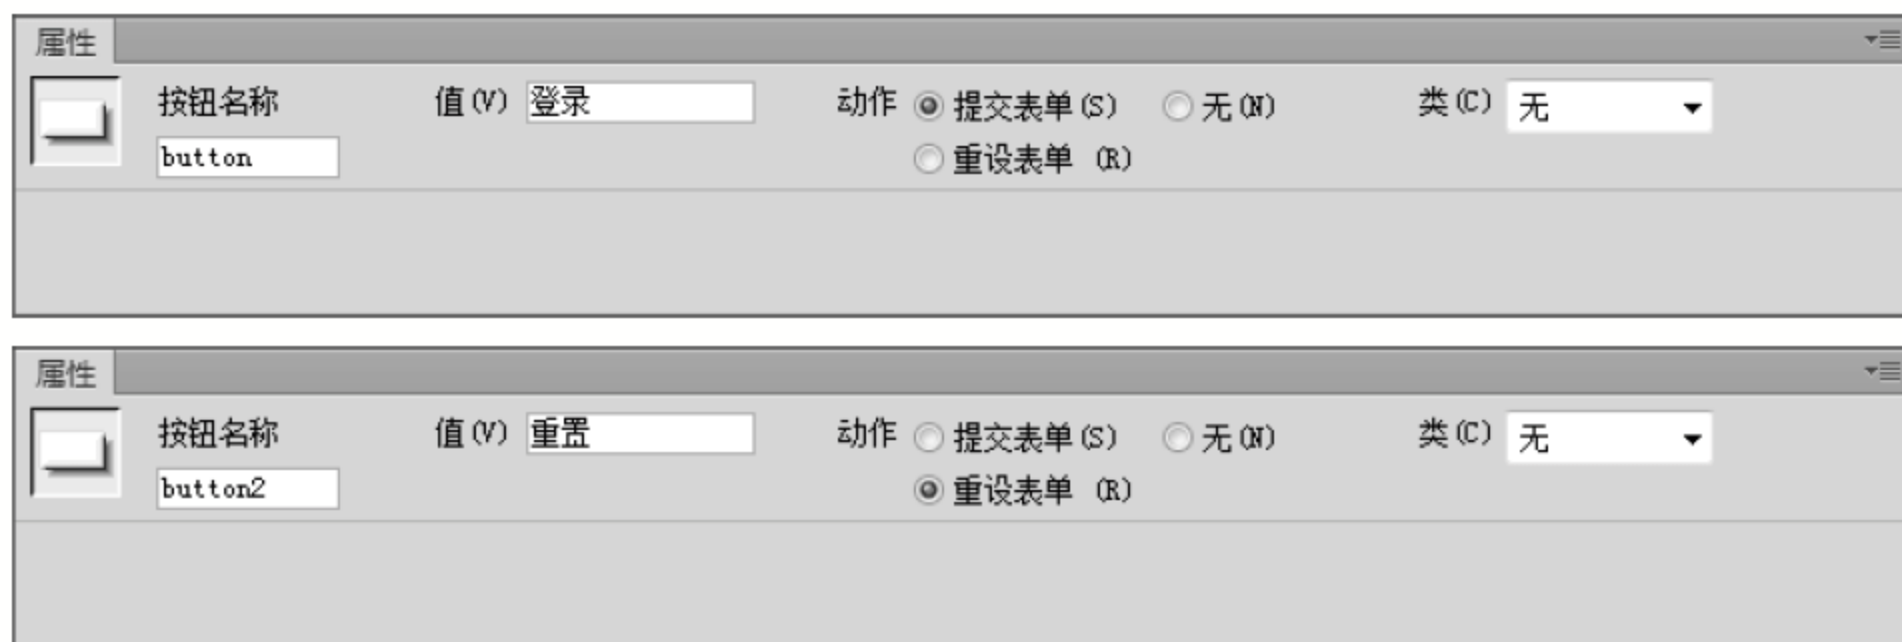 属性
按钮名称 值(V) 登录 动作 提交表单(S) 无(N) 类(C) 无
button 重设表单 (R)
属性
按钮名称 值(V) 重置 动作 提交表单(S) 无(N) 类(C) 无
button2 重设表单 (R)